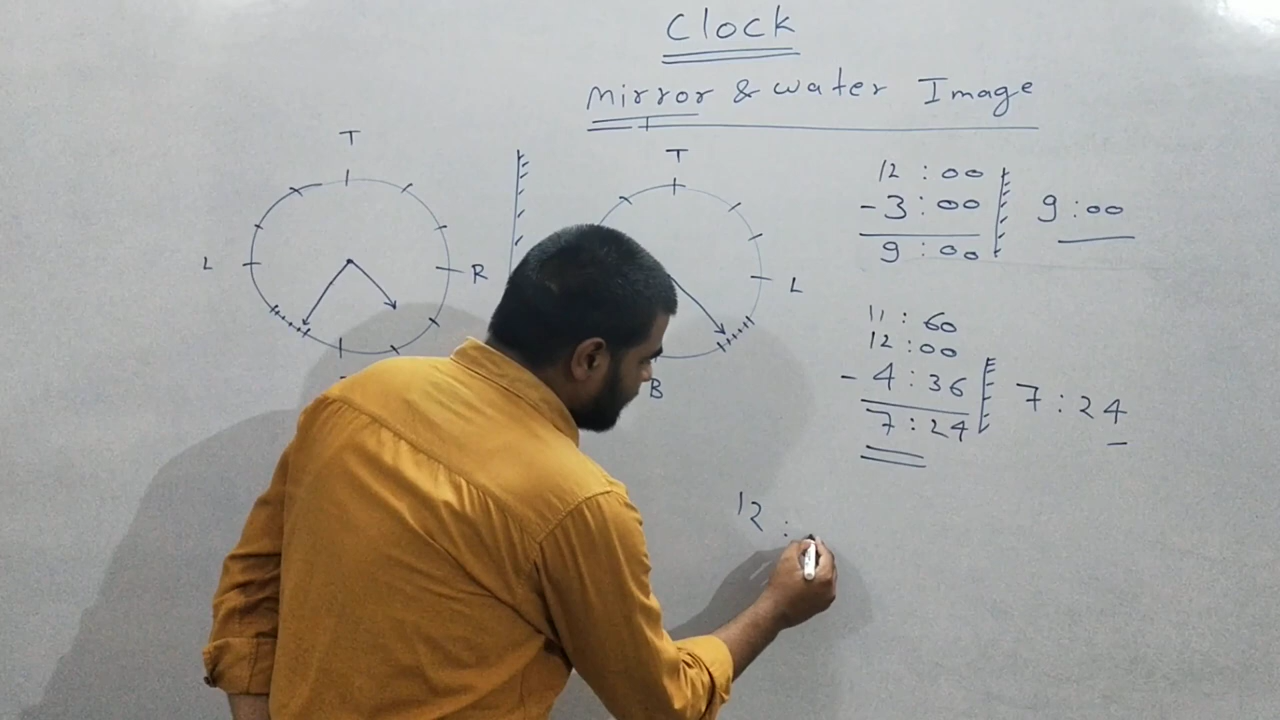 Clock
Mirror & water Image
T
L
R
T
L
B
12 : 00
- 3 : 00
9 : 00
9 : 00
11 : 60
12 : 00
- 4 : 36
7 : 24
7 : 24
12 :